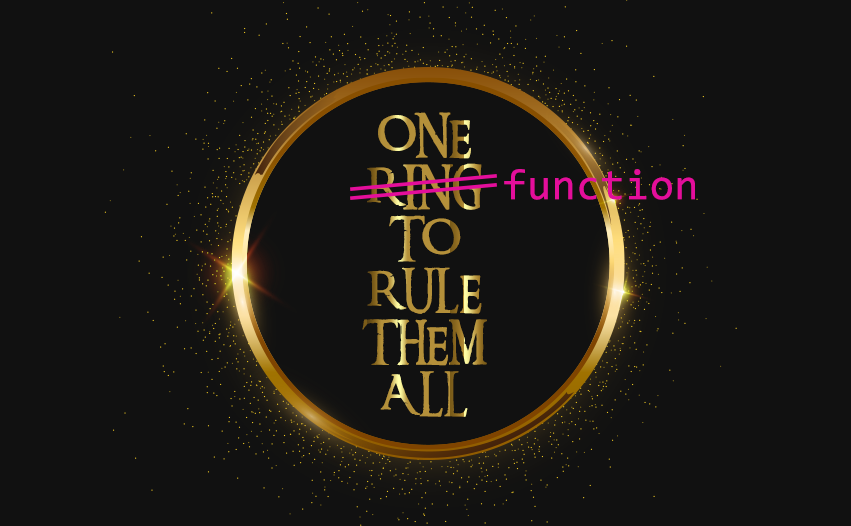 ONE
RING function
TO
RULE
THEM
ALL